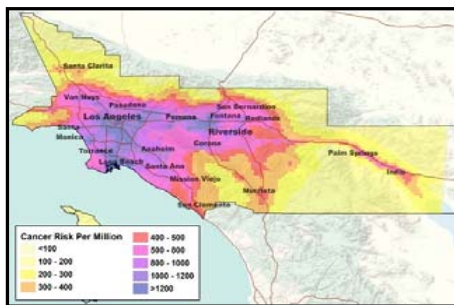 Santa Clarita
Van Nuys
Pasadena
San Bernardino
Los Angeles
Pomona
Fontana
Redlands
Santa Monica
Riverside
Corona
Torrance
Anaheim
Long Beach
Santa Ana
Palm Springs
Mission Viejo
Indio
Murrieta
San Clemente
Cancer Risk Per Million
<100
100 - 200
200 - 300
300 - 400
400 - 500
500 - 800
800 - 1000
1000 - 1200
>1200